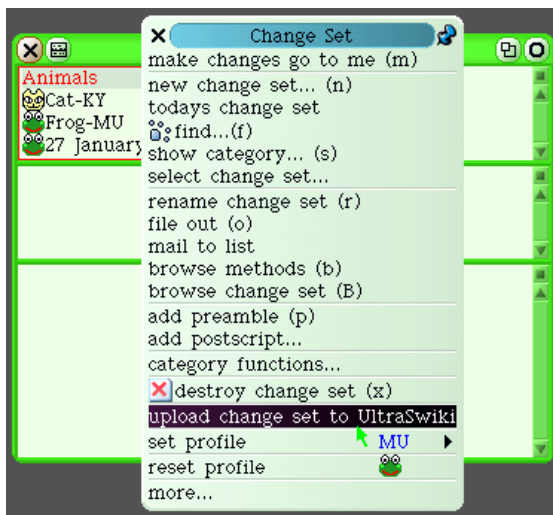 Change Set
make changes go to me (m)
new change set... (n)
todays change set
find...(f)
show category... (s)
select change set...
rename change set (r)
file out (o)
mail to list
browse methods (b)
browse change set (B)
add preamble (p)
add postscript...
category functions...
destroy change set (x)
upload change set to UltraSwiki
set profile MU
reset profile
more...
Animals
Cat-KY
Frog-MU
27 January